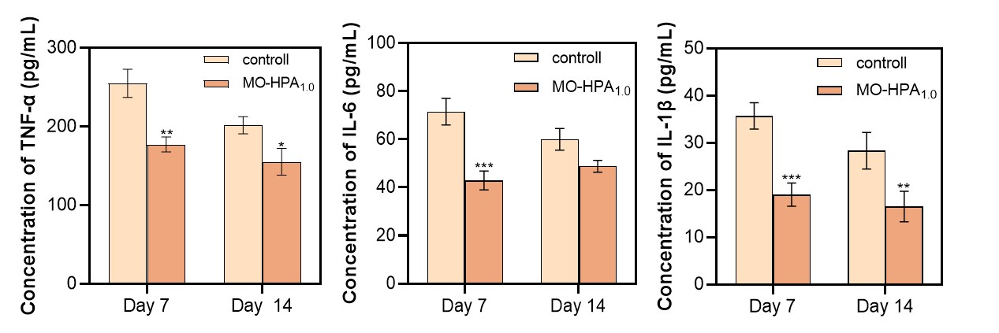 Concentration of TNF-α (pg/mL)
300
200
100
0
controll
MO-HPA1.0
**
*
Day 7
Day 14
Concentration of IL-6 (pg/mL)
100
80
60
40
20
0
controll
MO-HPA1.0
***
Day 7
Day 14
Concentration of IL-1β (pg/mL)
50
40
30
20
10
0
controll
MO-HPA1.0
***
**
Day 7
Day 14